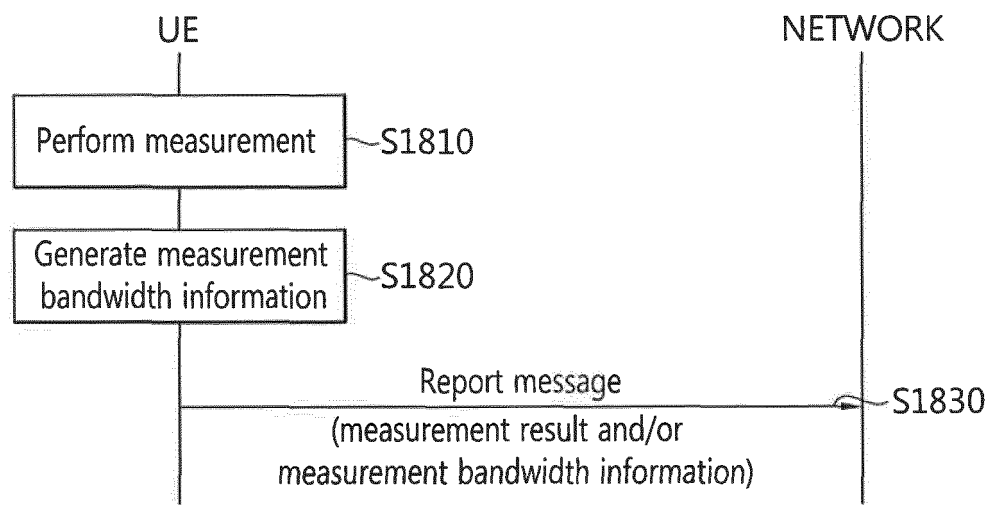 UE
NETWORK
Perform measurement
S1810
Generate measurement
bandwidth information
S1820
Report message
S1830
(measurement result and/or
measurement bandwidth information)